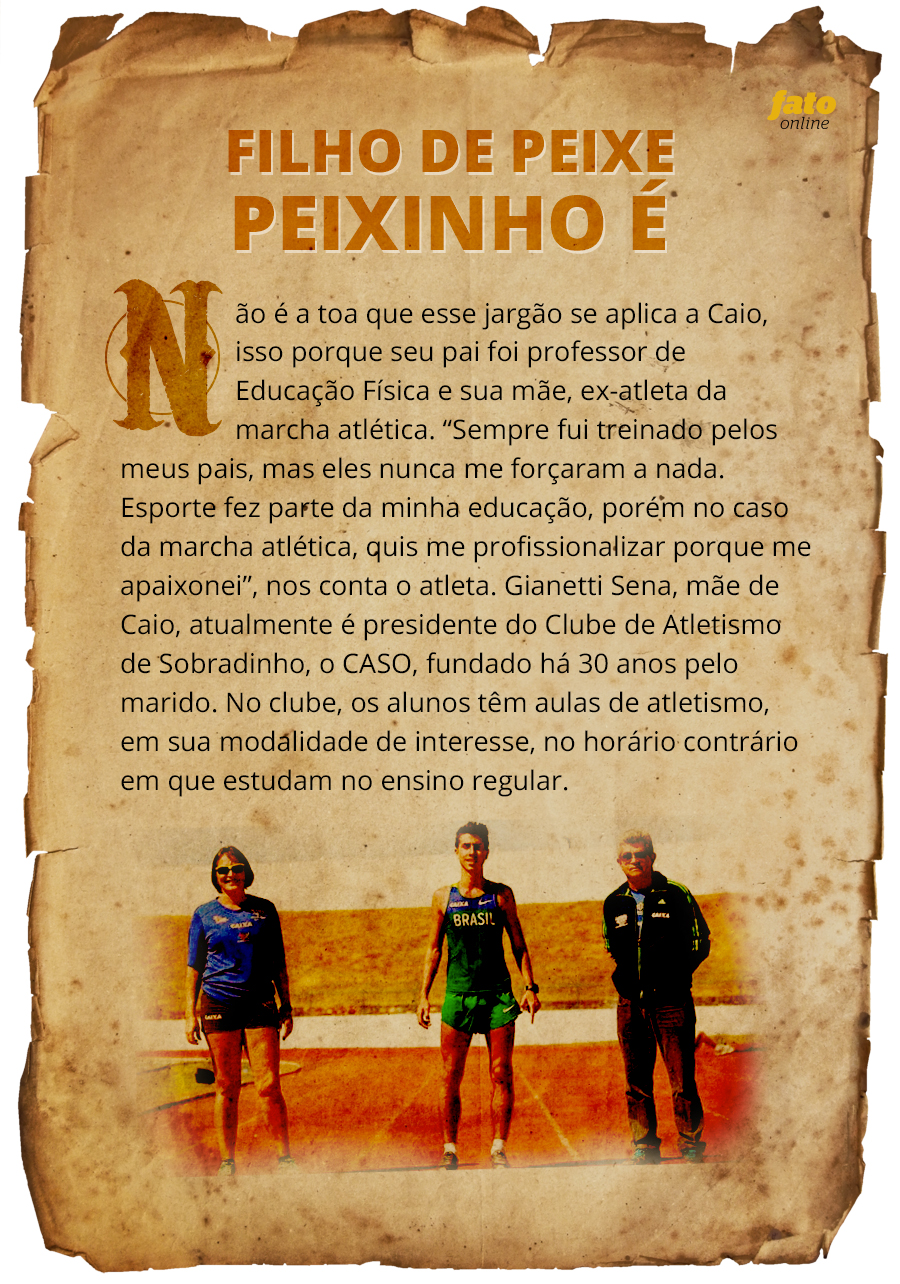 fato
online
FILHO DE PEIXE
PEIXINHO É
Não é a toa que esse jargão se aplica a Caio,
isso porque seu pai foi professor de
Educação Física e sua mãe, ex-atleta da
marcha atlética. “Sempre fui treinado pelos
meus pais, mas eles nunca me forçaram a nada.
Esporte fez parte da minha educação, porém no caso
da marcha atlética, quis me profissionalizar porque me
apaixonei”, nos conta o atleta. Gianetti Sena, mãe de
Caio, atualmente é presidente do Clube de Atletismo
de Sobradinho, o CASO, fundado há 30 anos pelo
marido. No clube, os alunos têm aulas de atletismo,
em sua modalidade de interesse, no horário contrário
em que estudam no ensino regular.
CAIXA
CAIXA
CAIXA
BRASIL
CAIXA